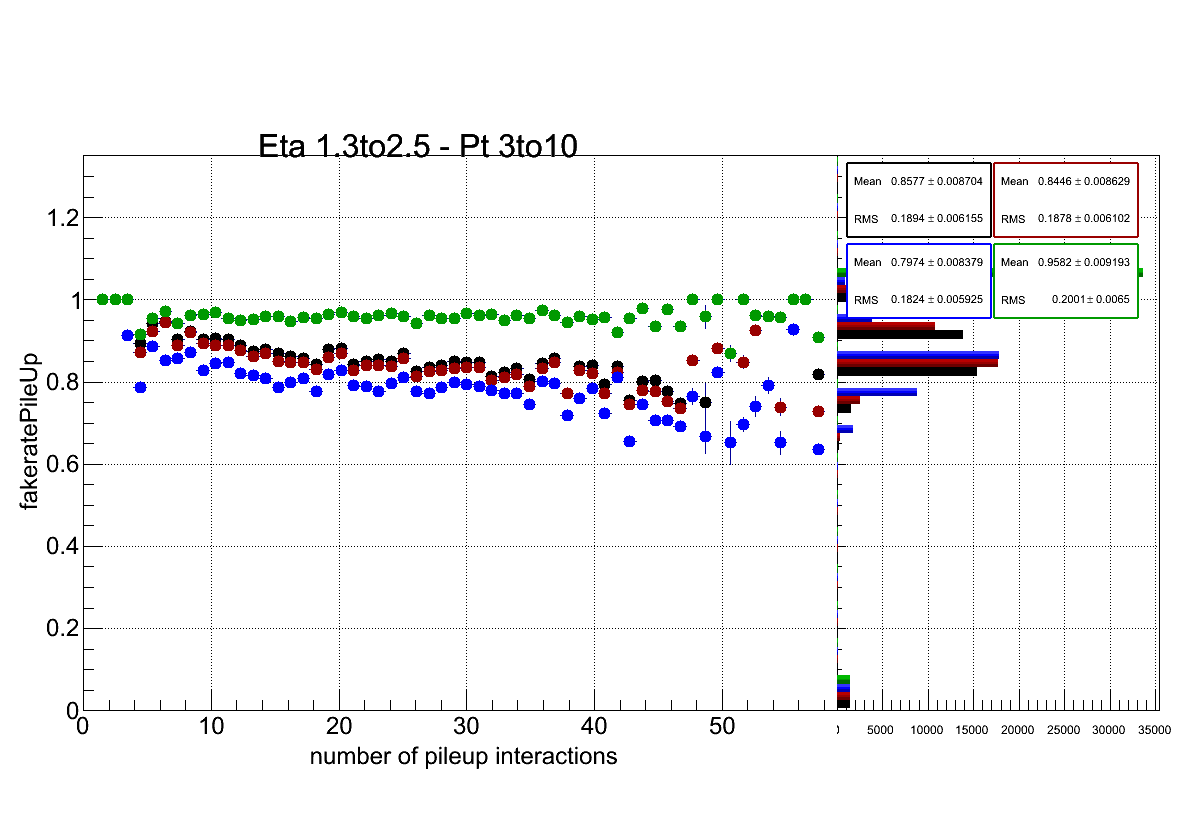 Eta 1.3to2.5 - Pt 3to10
fakeratePileUp
1.2
1
0.8
0.6
0.4
0.2
0
0 10 20 30 40 50
number of pileup interactions
Mean 0.8577 ± 0.008704
RMS 0.1894 ± 0.006155
Mean 0.8446 ± 0.008629
RMS 0.1878 ± 0.006102
Mean 0.7974 ± 0.008379
RMS 0.1824 ± 0.005925
Mean 0.9582 ± 0.009193
RMS 0.2001 ± 0.0065
5000 10000 15000 20000 25000 30000 35000